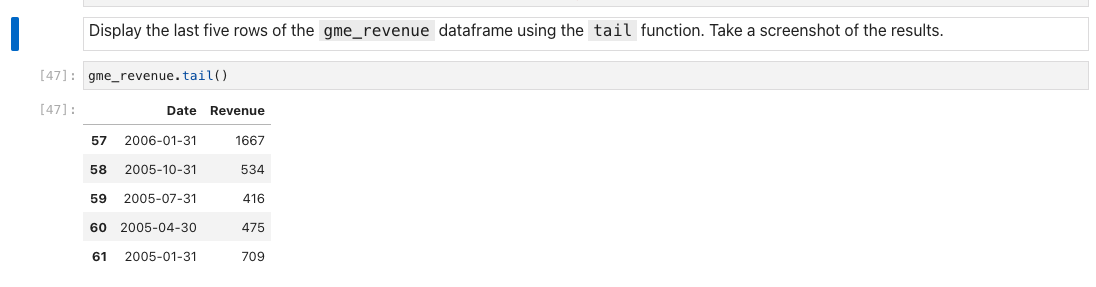 Display the last five rows of the gme_revenue dataframe using the tail function. Take a screenshot of the results.
[47]: gme_revenue.tail()
[47]: Date Revenue
57 2006-01-31 1667
58 2005-10-31 534
59 2005-07-31 416
60 2005-04-30 475
61 2005-01-31 709